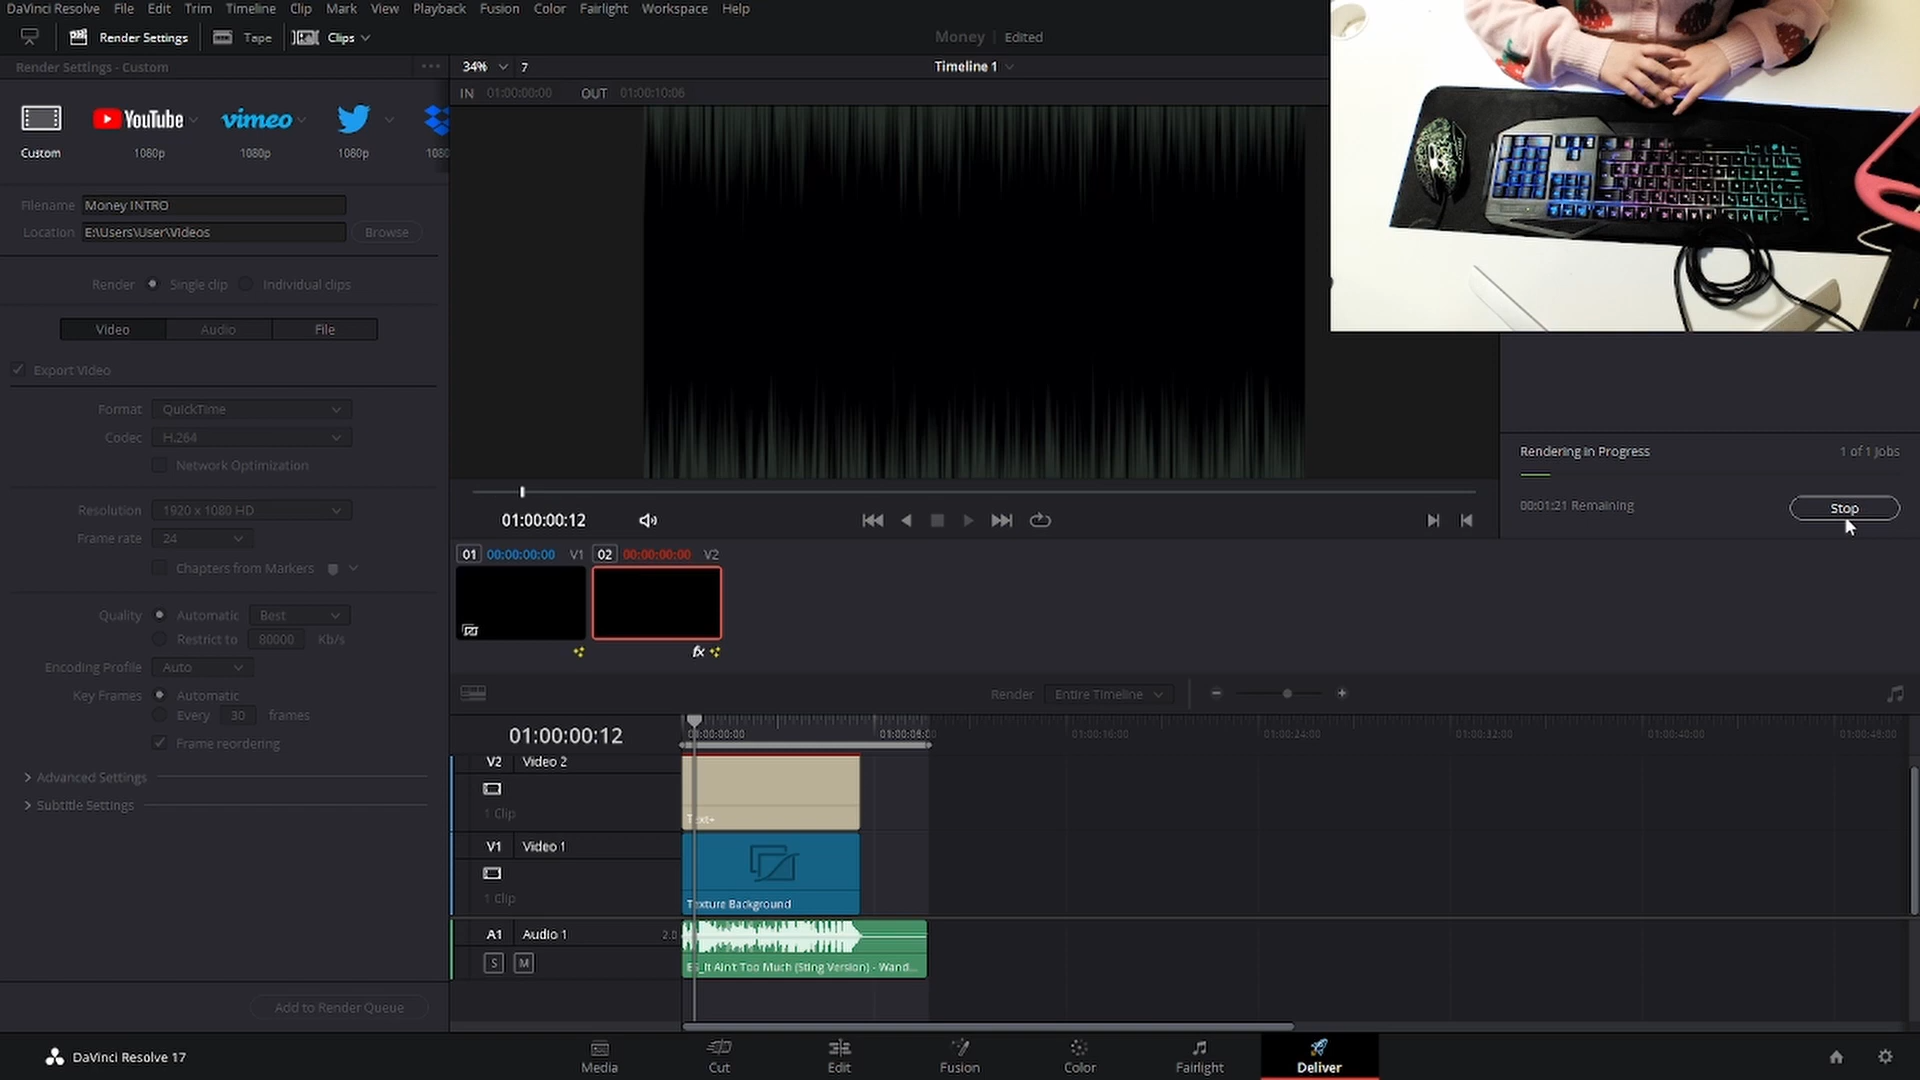 DaVinci Resolve File Edit Trim Timeline Clip Mark View Playback Fusion Color Fairlight Workspace Help
Render Settings Tape Clips
Money Edited
Render Settings - Custom
34% 7 Timeline 1
IN 01:00:00:00 OUT 01:00:10:06
YouTube vimeo
Custom 1080p 1080p 1080p 1080
Filename Money INTRO
Location E:\Users\User\Videos Browse
Render Single clip Individual clips
Video Audio File
Export Video
Format QuickTime
Codec H.264
Network Optimization
Resolution 1920 x 1080 HD
Frame rate 24
Chapters from Markers
Quality Automatic Best
Restrict to 80000 Kb/s
Encoding Profile Auto
Key Frames Automatic
Every 30 frames
Frame reordering
Advanced Settings
Subtitle Settings
Add to Render Queue
01:00:00:12
Rendering in Progress 1 of 1 Jobs
00:01:21 Remaining Stop
01 00:00:00:00 V1 02 00:00:00:00 V2
fx
Render Entire Timeline
01:00:00:12
01:00:16:00 01:00:24:00 01:00:32:00 01:00:40:00 01:00:48:00
V2 Video 2
1 Clip
Text+
V1 Video 1
1 Clip
Texture Background
A1 Audio 1 2.0
S M
ES_It Ain't Too Much (Sting Version) - Wand...
DaVinci Resolve 17
Media Cut Edit Fusion Color Fairlight Deliver